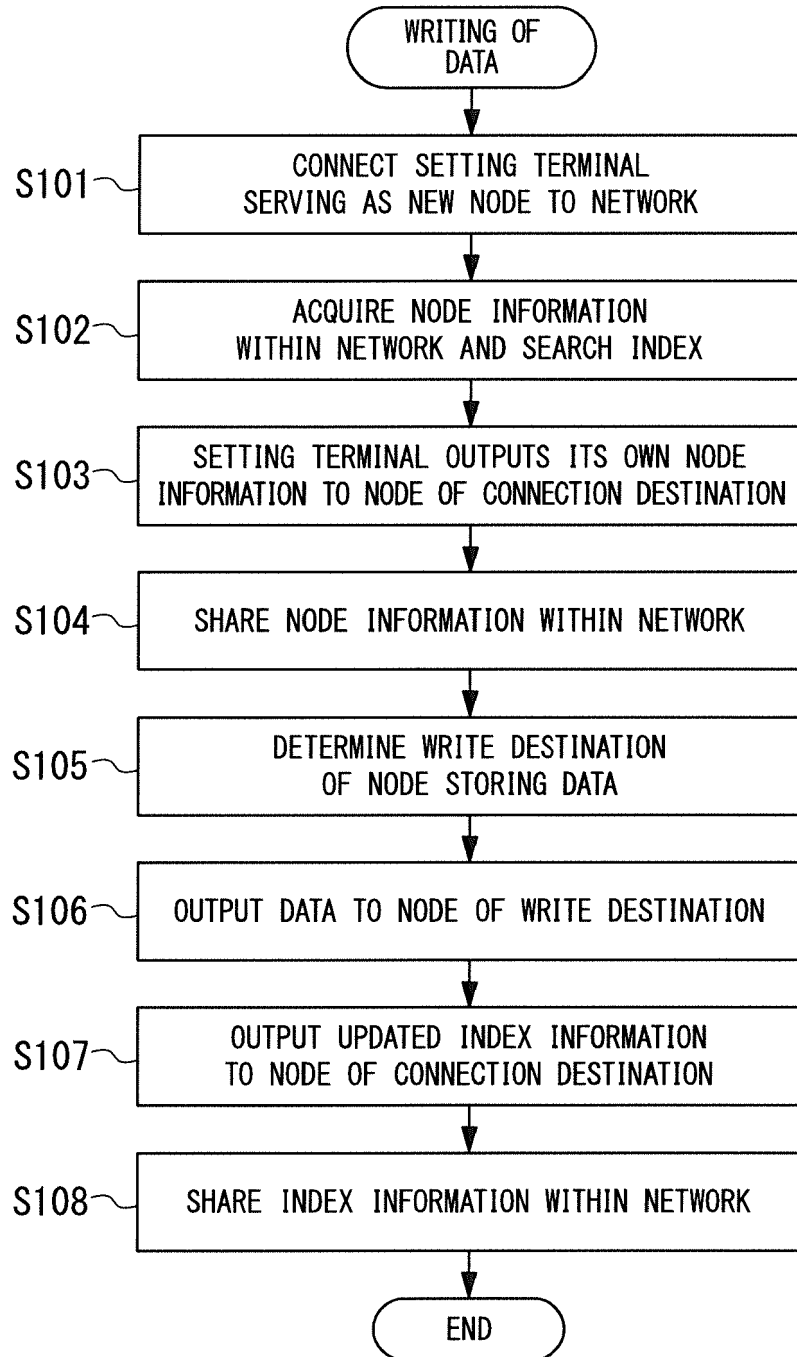 WRITING OF
DATA
S101
CONNECT SETTING TERMINAL
SERVING AS NEW NODE TO NETWORK
S102
ACQUIRE NODE INFORMATION
WITHIN NETWORK AND SEARCH INDEX
S103
SETTING TERMINAL OUTPUTS ITS OWN NODE
INFORMATION TO NODE OF CONNECTION DESTINATION
S104
SHARE NODE INFORMATION WITHIN NETWORK
S105
DETERMINE WRITE DESTINATION
OF NODE STORING DATA
S106
OUTPUT DATA TO NODE OF WRITE DESTINATION
S107
OUTPUT UPDATED INDEX INFORMATION
TO NODE OF CONNECTION DESTINATION
S108
SHARE INDEX INFORMATION WITHIN NETWORK
END